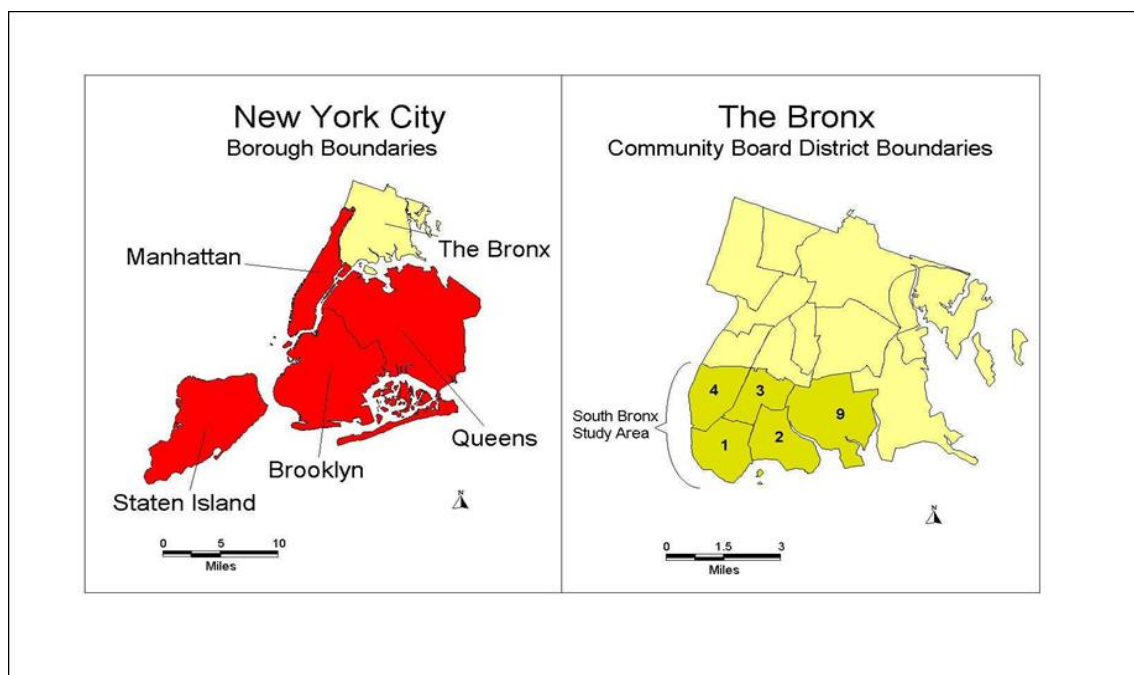 New York City
Borough Boundaries
Manhattan
The Bronx
Queens
Brooklyn
Staten Island
N
0 5 10
Miles
The Bronx
Community Board District Boundaries
4
3
9
South Bronx
Study Area
1
2
N
0 1.5 3
Miles